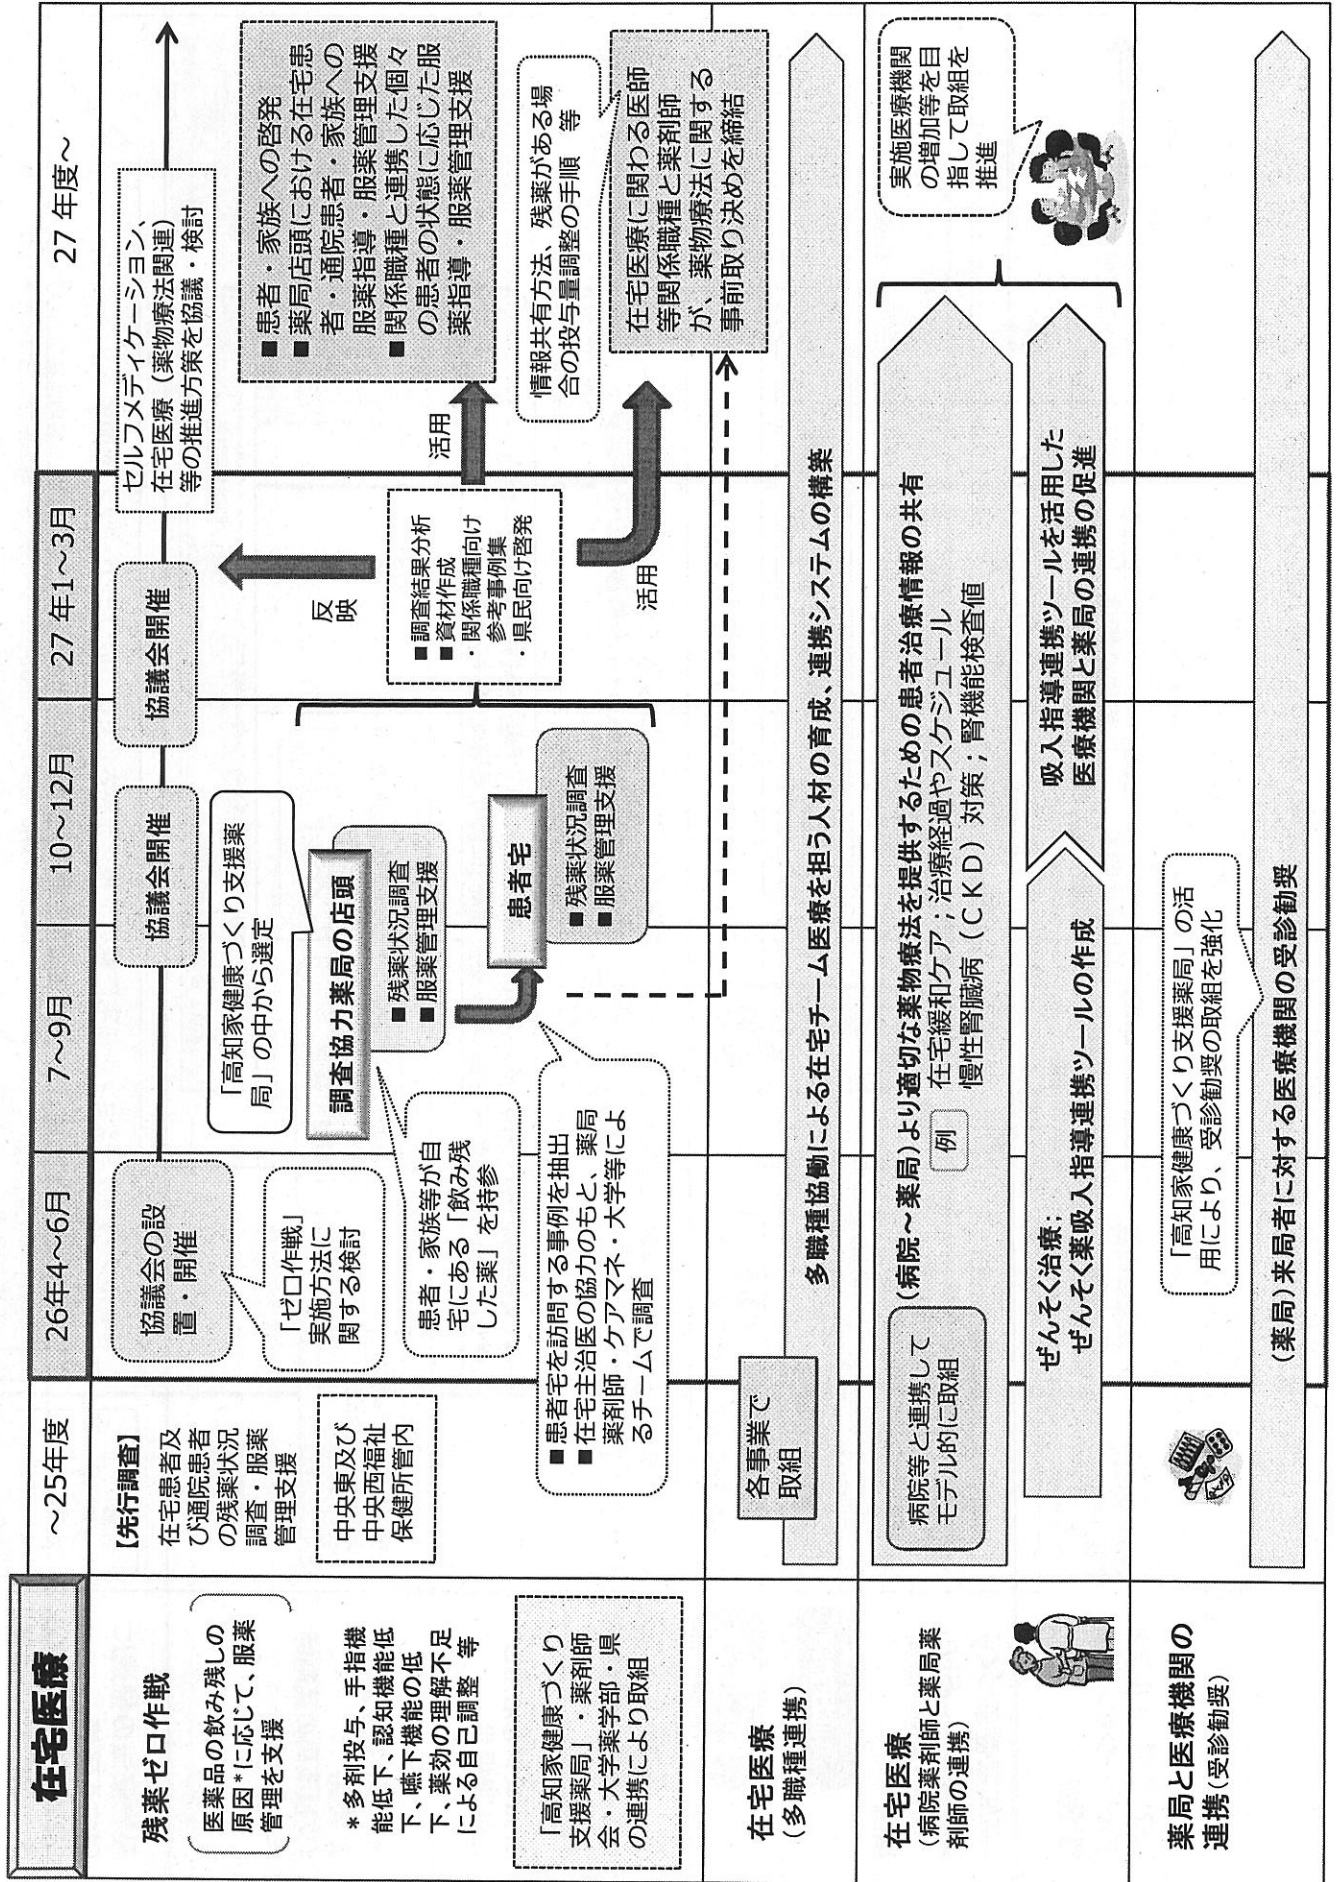 在宅医療
～25年度
26年4～6月
7～9月
10～12月
27年1～3月
27年度～
残薬ゼロ作戦
医薬品の飲み残しの
原因*に応じて、服薬
管理を支援
＊多剤投与、手指機
能低下、認知機能低
下、嚥下機能の低
下、薬効の理解不足
による自己調整 等
「高知家健康づくり
支援薬局」・薬剤師
会・大学薬学部・県
の連携により取組
【先行調査】
在宅患者及
び通院患者
の残薬状況
調査・服薬
管理支援
中央東及び
中央西福祉
保健所管内
協議会の設
置・開催
「ゼロ作戦」
実施方法に
関する検討
患者・家族等が自
宅にある「飲み残
した薬」を持参
■患者宅を訪問する事例を抽出
■在宅主治医の協力のもと、薬局
薬剤師・ケアマネ・大学等によ
るチームで調査
協議会開催
「高知家健康づくり支援薬
局」の中から選定
調査協力薬局の店頭
■残薬状況調査
■服薬管理支援
患者宅
■残薬状況調査
■服薬管理支援
協議会開催
反
映
■調査結果分析
■資材作成
・関係職種向け
参考事例集
・県民向け啓発
活用
活用
セルフメディケーション、
在宅医療（薬物療法関連）
等の推進方策を協議・検討
■患者・家族への啓発
■薬局店頭における在宅患
者・通院患者・家族への
服薬指導・服薬管理支援
■関係職種と連携した個々
の患者の状態に応じた服
薬指導・服薬管理支援
情報共有方法、残薬がある場
合の投与量調整の手順 等
在宅医療に関わる医師
等関係職種と薬剤師
が、薬物療法に関する
事前取り決めを締結
在宅医療
（多職種連携）
各事業で
取組
多職種協働による在宅チーム医療を担う人材の育成、連携システムの構築
在宅医療
（病院薬剤師と薬局薬
剤師の連携）
病院等と連携して
モデル的に取組
（病院～薬局）より適切な薬物療法を提供するための患者治療情報の共有
例
在宅緩和ケア；治療経過やスケジュール
慢性腎臓病（ＣＫＤ）対策；腎機能検査値
ぜんそく治療；
ぜんそく薬吸入指導連携ツールの作成
吸入指導連携ツールを活用した
医療機関と薬局の連携の促進
実施医療機関
の増加等を目
指して取組を
推進
薬局と医療機関の
連携（受診勧奨）
「高知家健康づくり支援薬局」の活
用により、受診勧奨の取組を強化
（薬局）来局者に対する医療機関の受診勧奨